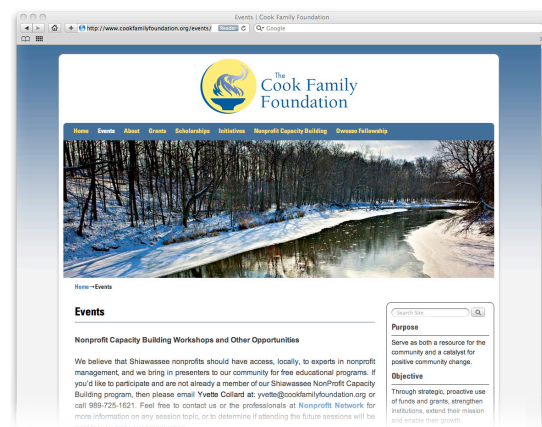 Events | Cook Family Foundation
http://www.cookfamilyfoundation.org/events/
Reader
Google
The
Cook Family
Foundation
Home Events About Grants Scholarships Initiatives Nonprofit Capacity Building Owosso Fellowship
Home→Events
Events
Nonprofit Capacity Building Workshops and Other Opportunities
We believe that Shiawassee nonprofits should have access, locally, to experts in nonprofit
management, and we bring in presenters to our community for free educational programs. If
you'd like to participate and are not already a member of our Shiawassee NonProfit Capacity
Building program, then please email Yvette Collard at: yvette@cookfamilyfoundation.org or
call 989-725-1621. Feel free to contact us or the professionals at Nonprofit Network for
more information on any session topic, or to determine if attending the future sessions will be
Search Site
Purpose
Serve as both a resource for the
community and a catalyst for
positive community change.
Objective
Through strategic, proactive use
of funds and grants, strengthen
institutions, extend their mission
and enable their growth.